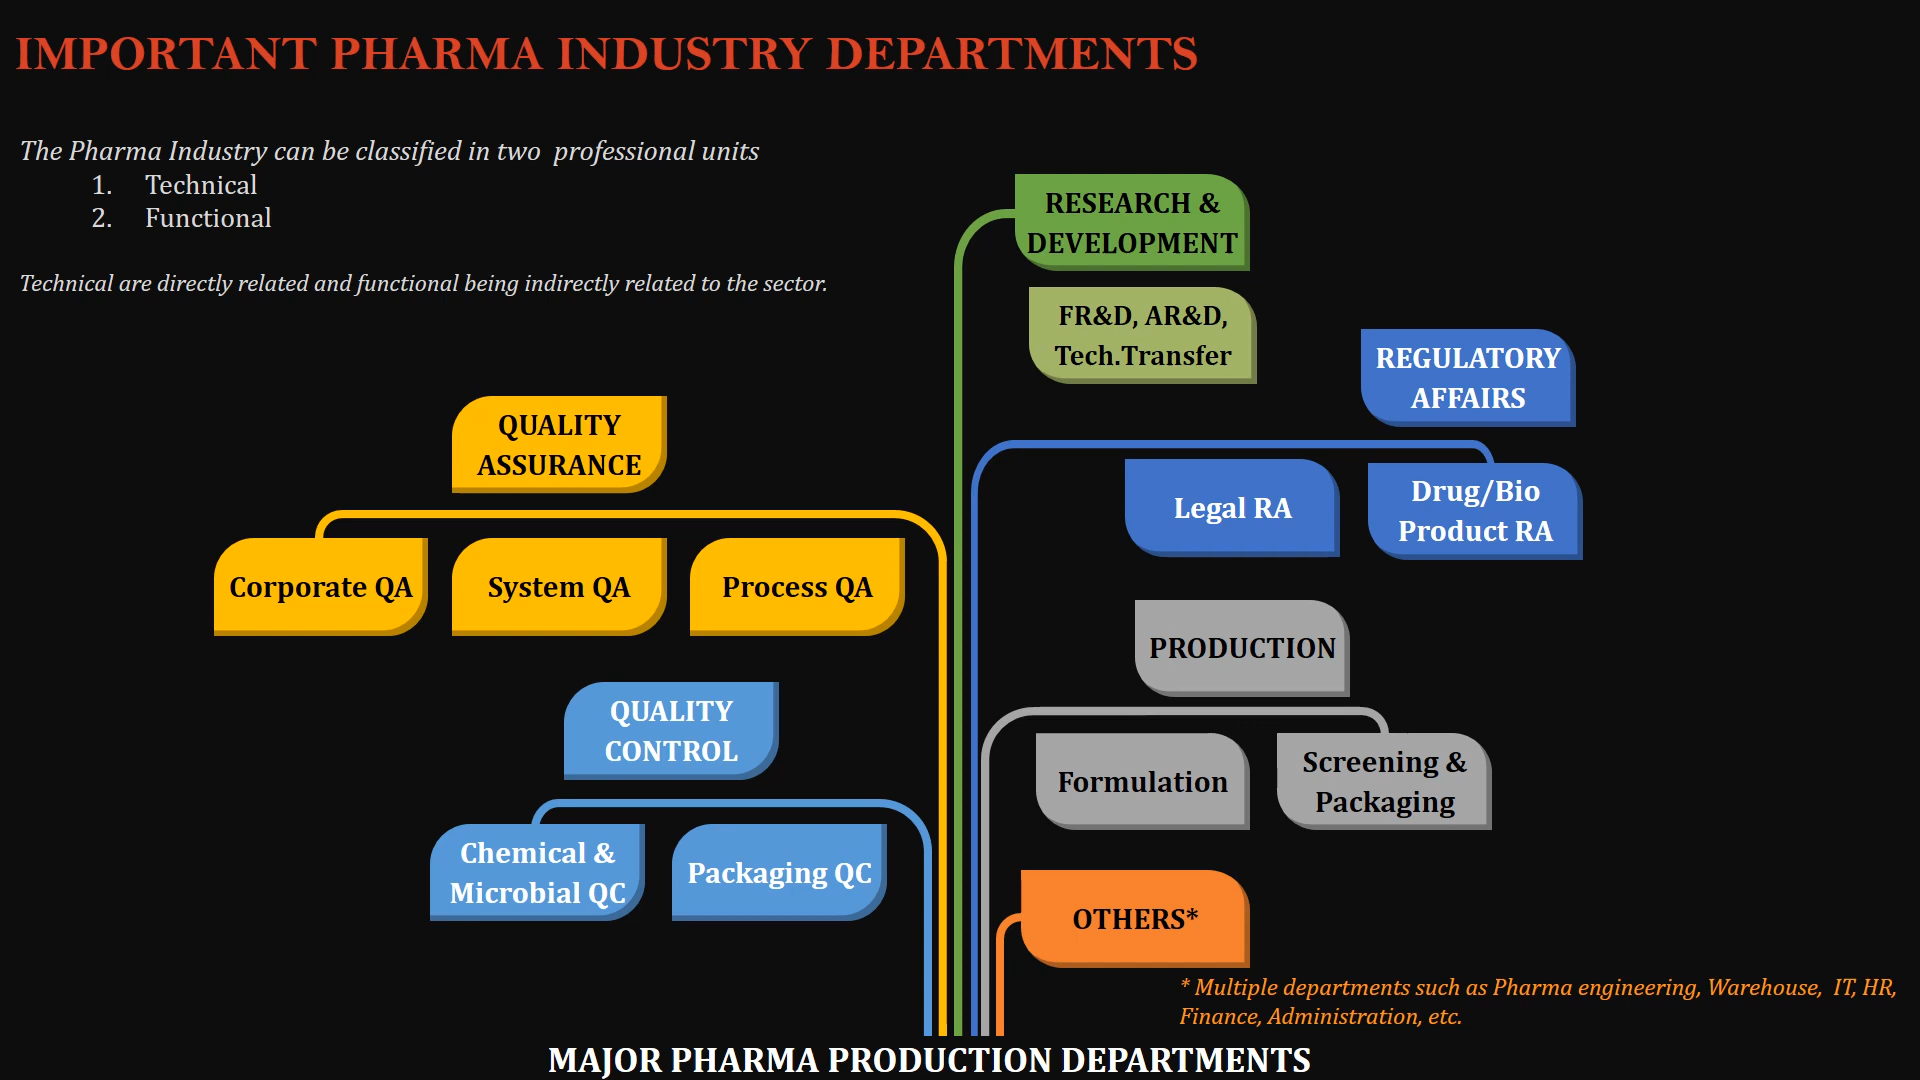 IMPORTANT PHARMA INDUSTRY DEPARTMENTS
The Pharma Industry can be classified in two professional units
1. Technical
2. Functional
Technical are directly related and functional being indirectly related to the sector.
RESEARCH &
DEVELOPMENT
FR&D, AR&D,
Tech.Transfer
REGULATORY
AFFAIRS
Legal RA
Drug/Bio
Product RA
QUALITY
ASSURANCE
Corporate QA
System QA
Process QA
PRODUCTION
Formulation
Screening &
Packaging
QUALITY
CONTROL
Chemical &
Microbial QC
Packaging QC
OTHERS*
* Multiple departments such as Pharma engineering, Warehouse, IT, HR,
Finance, Administration, etc.
MAJOR PHARMA PRODUCTION DEPARTMENTS